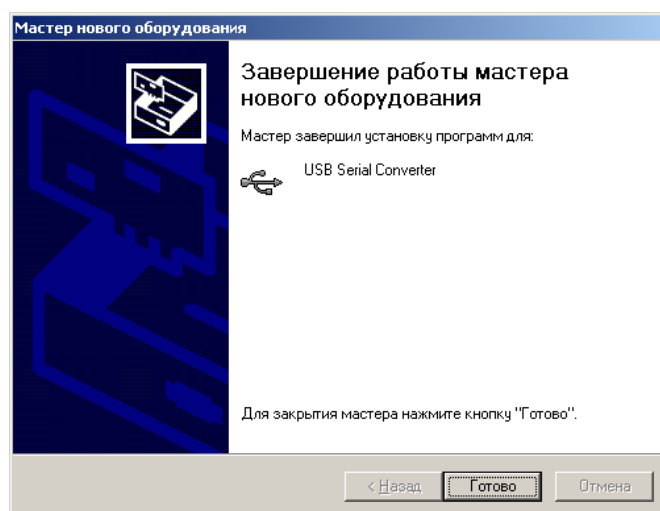 Мастер нового оборудования
Завершение работы мастера
нового оборудования
Мастер завершил установку программ для:
USB Serial Converter
Для закрытия мастера нажмите кнопку "Готово".
< Назад
Готово
Отмена